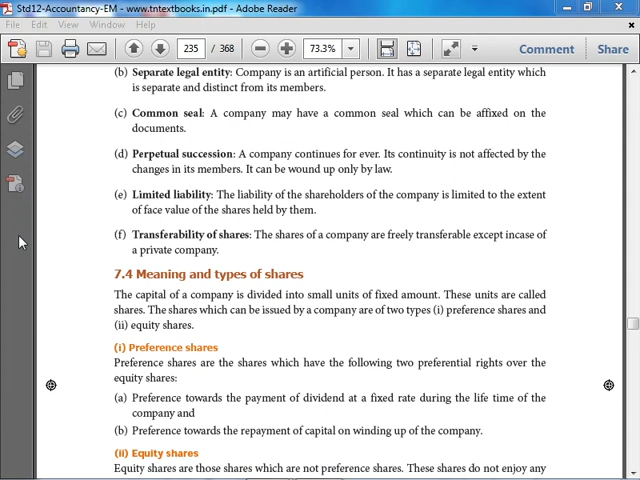 Std12-Accountancy-EM - www.tntextbooks.in.pdf - Adobe Reader
File Edit View Window Help
235 / 368 73.3% Comment Share
(b) Separate legal entity: Company is an artificial person. It has a separate legal entity which
is separate and distinct from its members.
(c) Common seal: A company may have a common seal which can be affixed on the
documents.
(d) Perpetual succession: A company continues for ever. Its continuity is not affected by the
changes in its members. It can be wound up only by law.
(e) Limited liability: The liability of the shareholders of the company is limited to the extent
of face value of the shares held by them.
(f) Transferability of shares: The shares of a company are freely transferable except incase of
a private company.
7.4 Meaning and types of shares
The capital of a company is divided into small units of fixed amount. These units are called
shares. The shares which can be issued by a company are of two types (i) preference shares and
(ii) equity shares.
(i) Preference shares
Preference shares are the shares which have the following two preferential rights over the
equity shares:
(a) Preference towards the payment of dividend at a fixed rate during the life time of the
company and
(b) Preference towards the repayment of capital on winding up of the company.
(ii) Equity shares
Equity shares are those shares which are not preference shares. These shares do not enjoy any